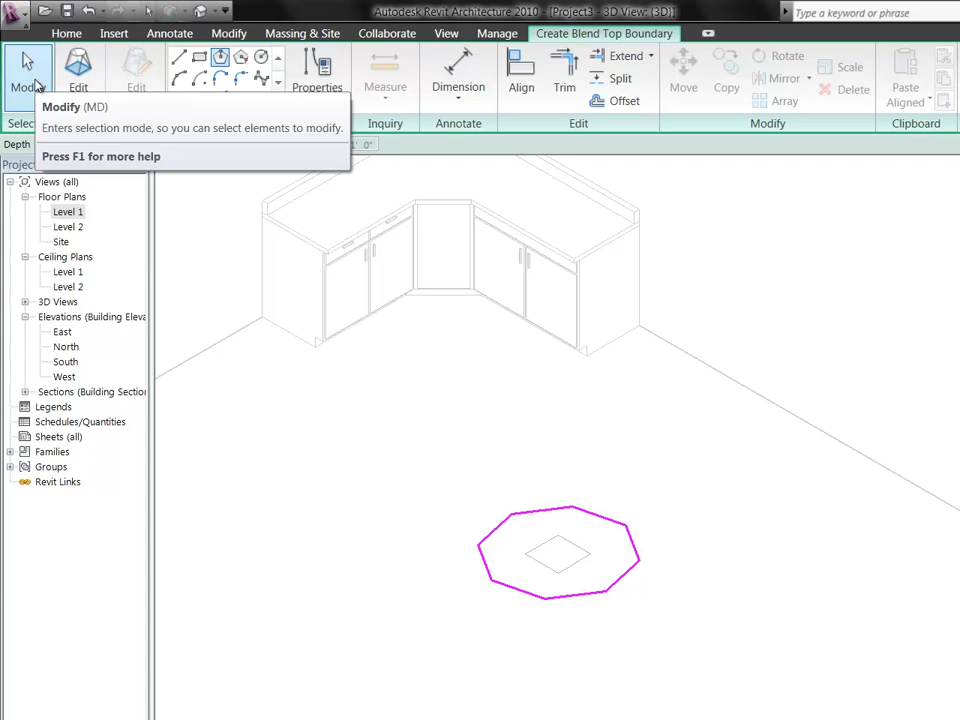 Autodesk Revit Architecture 2010 - [Project3 - 3D View: {3D}]
Type a keyword or phrase
Home Insert Annotate Modify Massing & Site Collaborate View Manage Create Blend Top Boundary
Modify Edit Edit Properties Measure Dimension Align Trim Extend Split Offset Move Copy Rotate Mirror Array Scale Delete Paste Aligned
Inquiry Annotate Edit Modify Clipboard
Modify (MD)
Enters selection mode, so you can select elements to modify.
Press F1 for more help
Depth 1' 0"
Views (all)
Floor Plans
Level 1
Level 2
Site
Ceiling Plans
Level 1
Level 2
3D Views
Elevations (Building Eleva
East
North
South
West
Sections (Building Section
Legends
Schedules/Quantities
Sheets (all)
Families
Groups
Revit Links